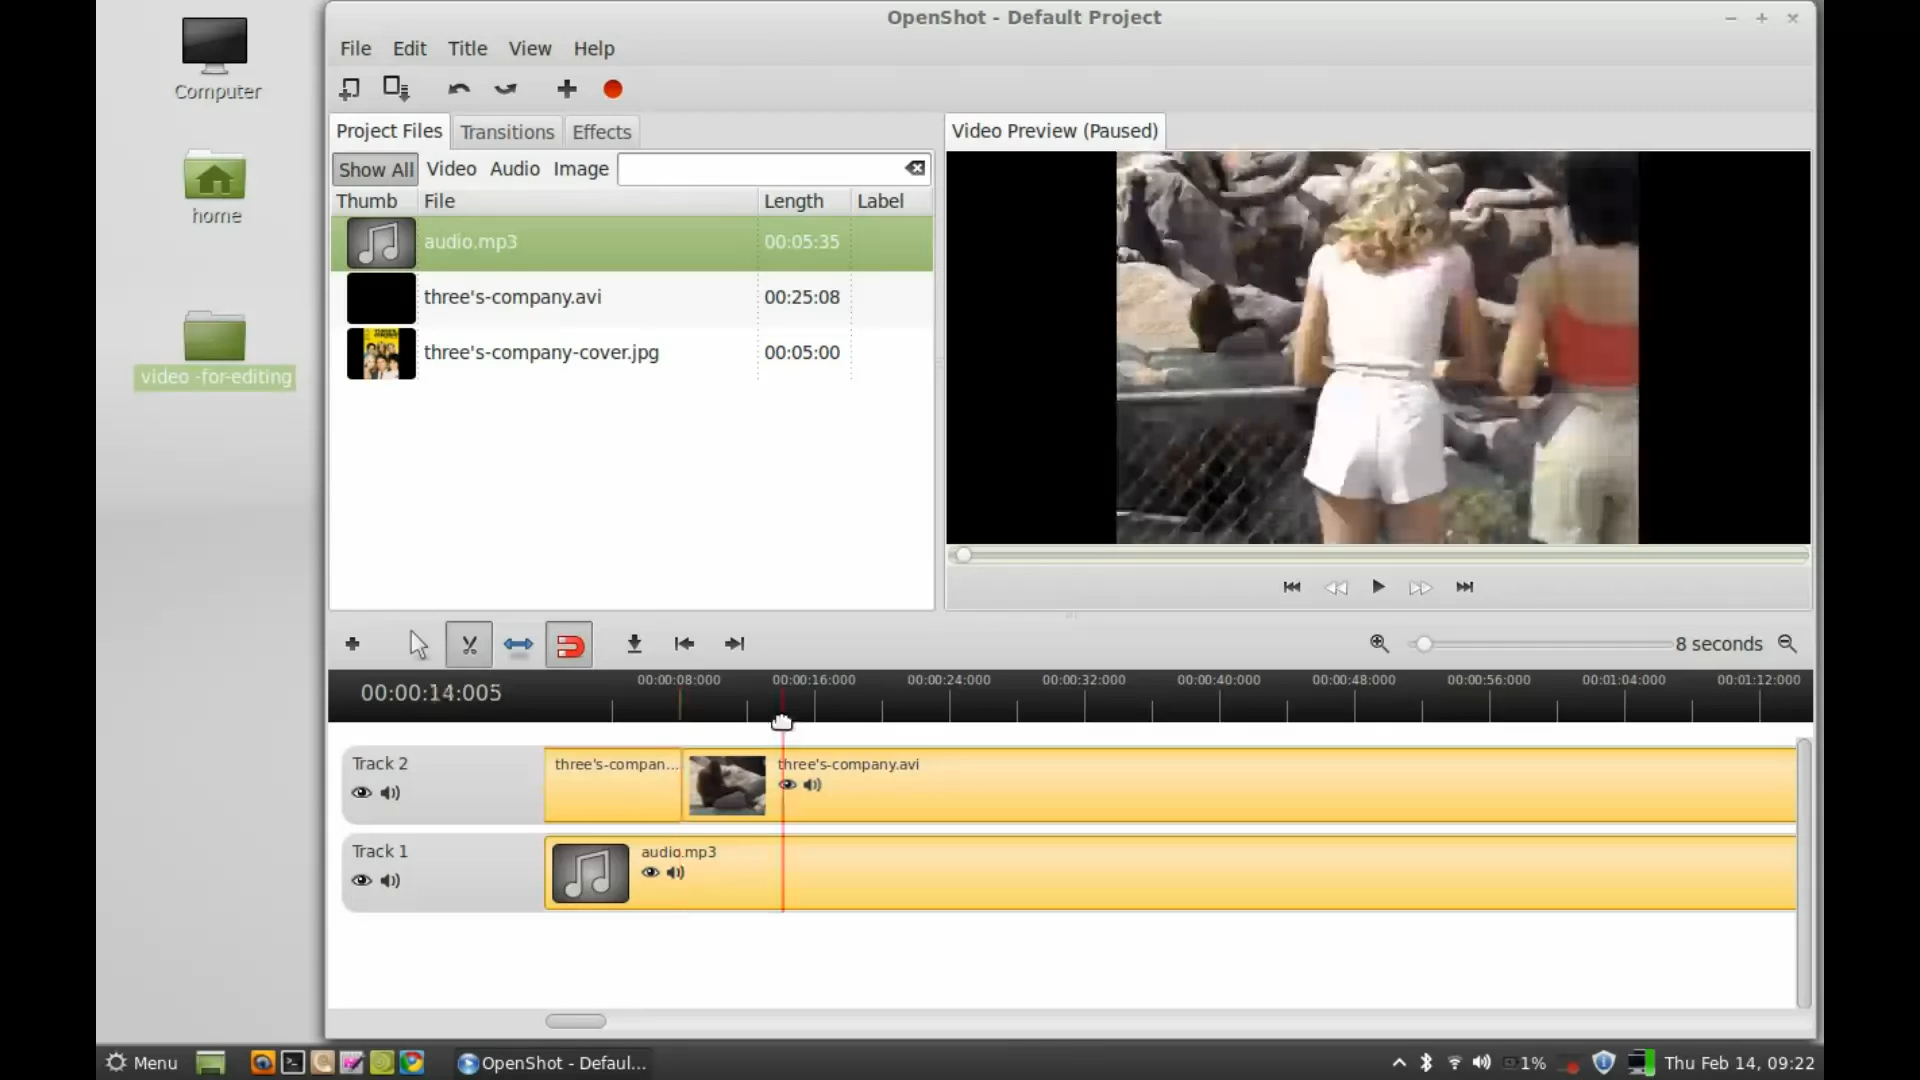 OpenShot - Default Project
File Edit Title View Help
Computer
Project Files Transitions Effects
Video Preview (Paused)
Show All Video Audio Image
Thumb File Length Label
home
audio.mp3 00:05:35
three's-company.avi 00:25:08
three's-company-cover.jpg 00:05:00
video -for-editing
8 seconds
00:00:14:005
00:00:08:000 00:00:16:000 00:00:24:000 00:00:32:000 00:00:40:000 00:00:48:000 00:00:56:000 00:01:04:000 00:01:12:000
Track 2
three's-compan...
three's-company.avi
Track 1
audio.mp3
Menu
OpenShot - Defaul...
1%
Thu Feb 14, 09:22